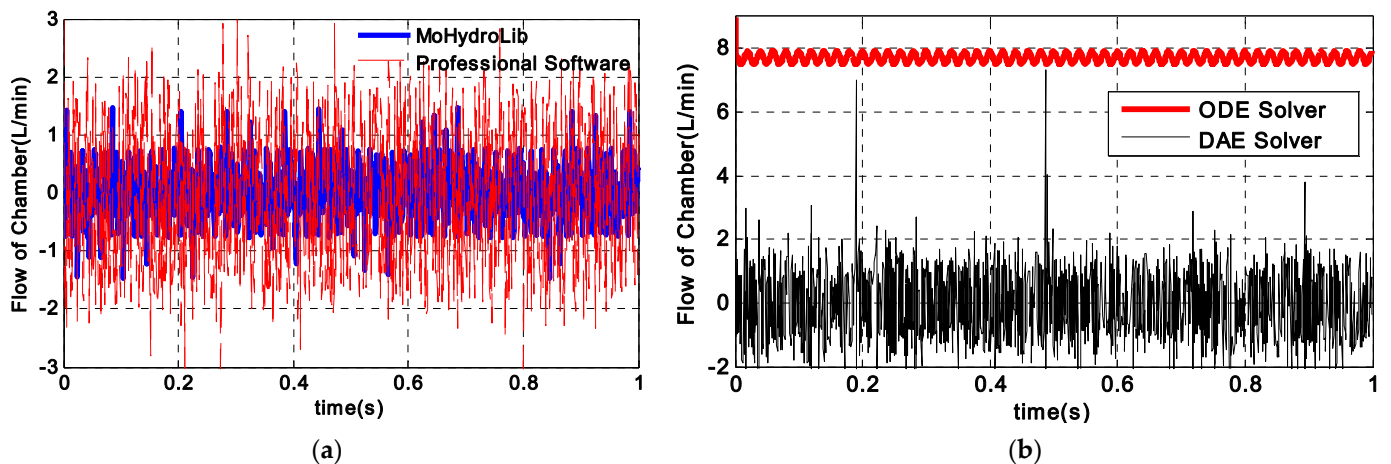 3
2
1
0
-1
-2
-3
Flow of Chamber(L/min)
MoHydroLib
Professional Software
0
0.2
0.4
0.6
0.8
1
time(s)
(a)
8
6
4
2
0
-2
Flow of Chamber(L/min)
ODE Solver
DAE Solver
0
0.2
0.4
0.6
0.8
1
time(s)
(b)